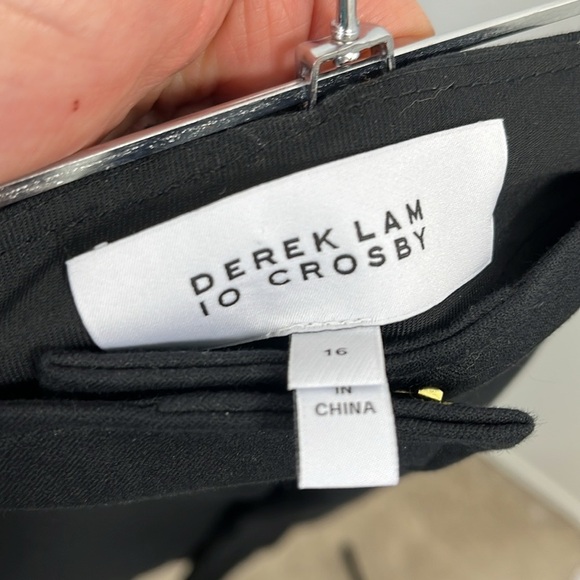 DEREK LAM
10 CROSBY
16
IN
CHINA